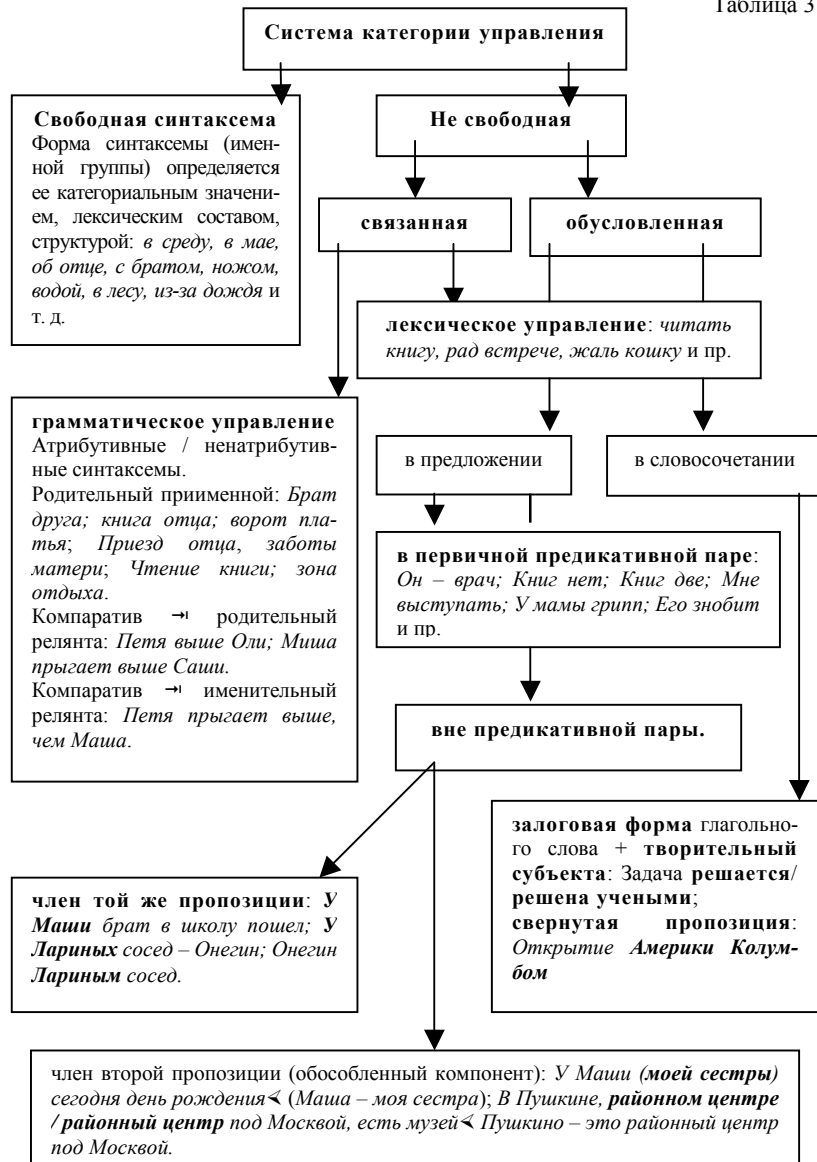 Таблица 3
Система категории управления
Свободная синтаксема
Форма синтаксемы (имен-
ной группы) определяется
ее категориальным значени-
ем, лексическим составом,
структурой: в среду, в мае,
об отце, с братом, ножом,
водой, в лесу, из-за дождя и
т. д.
Не свободная
связанная
обусловленная
лексическое управление: читать
книгу, рад встрече, жаль кошку и пр.
грамматическое управление
Атрибутивные / ненатрибутив-
ные синтаксемы.
Родительный приименной: Брат
друга; книга отца; ворот пла-
тья; Приезд отца, заботы
матери; Чтение книги; зона
отдыха.
Компаратив ⇥ родительный
релянта: Петя выше Оли; Миша
прыгает выше Саши.
Компаратив ⇥ именительный
релянта: Петя прыгает выше,
чем Маша.
в предложении
в словосочетании
в первичной предикативной паре:
Он – врач; Книг нет; Книг две; Мне
выступать; У мамы грипп; Его знобит
и пр.
вне предикативной пары.
залоговая форма глагольно-
го слова + творительный
субъекта: Задача решается/
решена учеными;
свернутая пропозиция:
Открытие Америки Колум-
бом
член той же пропозиции: У
Маши брат в школу пошел; У
Лариных сосед – Онегин; Онегин
Лариным сосед.
член второй пропозиции (обособленный компонент): У Маши (моей сестры)
сегодня день рождения⋖ (Маша – моя сестра); В Пушкине, районном центре
/ районный центр под Москвой, есть музей⋖ Пушкино – это районный центр
под Москвой.